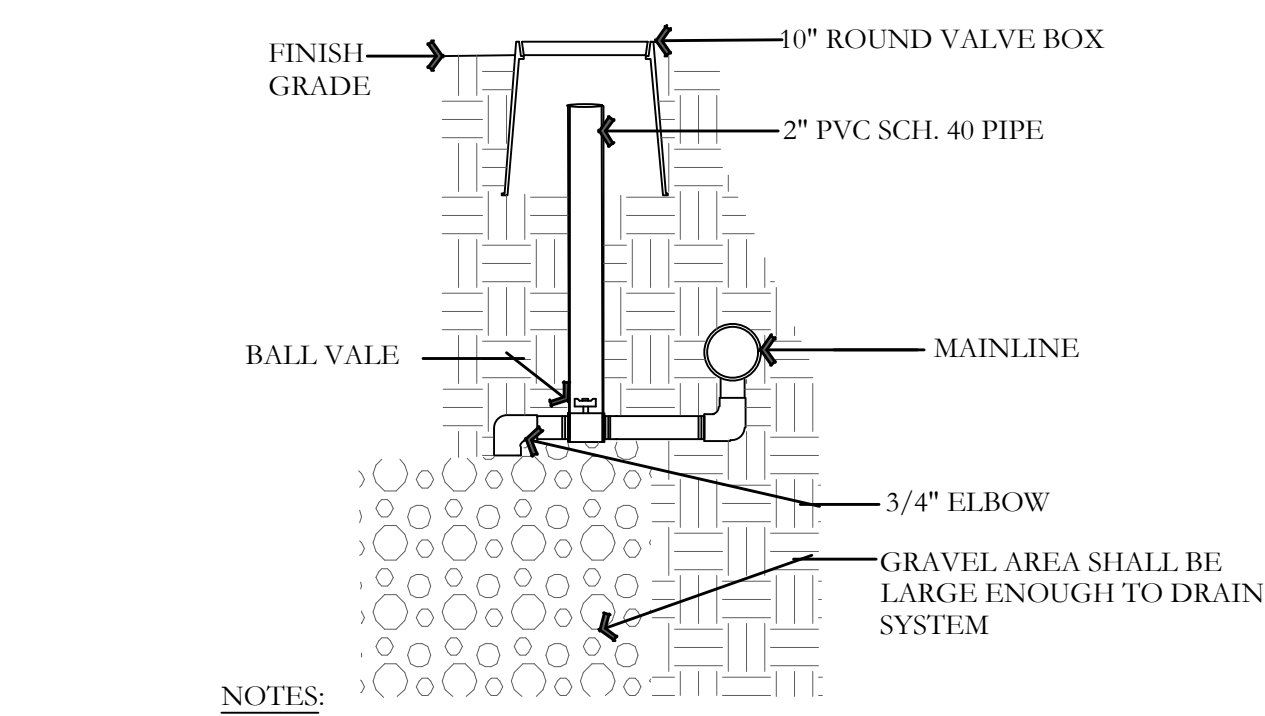 FINISH
GRADE
10" ROUND VALVE BOX
2" PVC SCH. 40 PIPE
BALL VALE
MAINLINE
3/4" ELBOW
GRAVEL AREA SHALL BE
LARGE ENOUGH TO DRAIN
SYSTEM
NOTES: